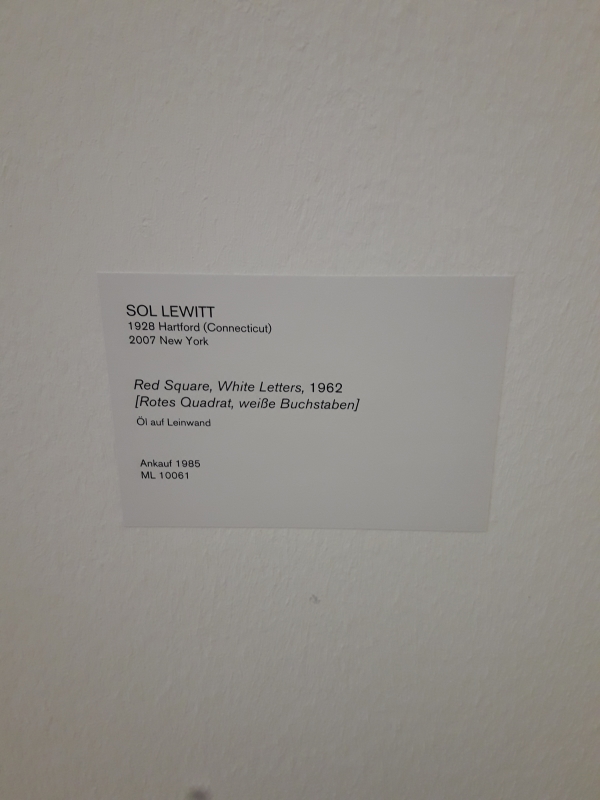 SOL LEWITT
1928 Hartford (Connecticut)
2007 New York
Red Square, White Letters, 1962
[Rotes Quadrat, weiße Buchstaben]
Öl auf Leinwand
Ankauf 1985
ML 10061